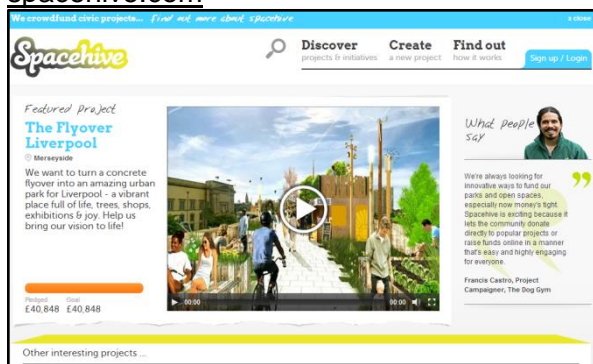 spacehive.com
We crowdfund civic projects... Find out more about spacehive
x close
Spacehive
Discover
projects & initiatives
Create
a new project
Find out
how it works
Sign up / Login
Featured project
The Flyover
Liverpool
Merseyside
We want to turn a concrete
flyover into an amazing urban
park for Liverpool - a vibrant
place full of life, trees, shops,
exhibitions & joy. Help us
bring our vision to life!
Pledged Goal
£40,848 £40,848
00:00
00:00
What people
say
We're always looking for
innovative ways to fund our
parks and open spaces,
especially now money's tight.
Spacehive is exciting because it
lets the community donate
directly to popular projects or
raise funds online in a manner
that's easy and highly engaging
for everyone.
Francis Castro, Project
Campaigner, The Dog Gym
Other interesting projects ...